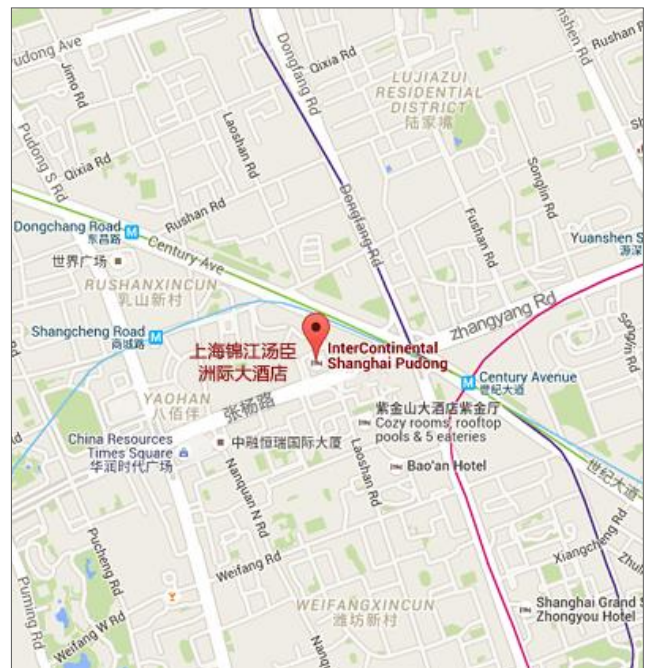 Pudong Ave
Jimo Rd
Pudong S Rd
Qixia Rd
Laoshan Rd
Dongfang Rd
Qixia Rd
LUJIAZUI
RESIDENTIAL
DISTRICT
陆家嘴
Rushan Rd
Songlin Rd
Fushan Rd
Dongfang Rd
Rushan Rd
Dongchang Road
东昌路
Century Ave
世界广场
RUSHANXINCUN
乳山新村
Yuanshen S
源深
Shangcheng Road
商城路
上海锦江汤臣
洲际大酒店
InterContinental
Shanghai Pudong
zhangyang Rd
Songlin Rd
YAOHAN
八佰伴
张杨路
Century Avenue
世纪大道
紫金山大酒店紫金厅
Cozy rooms, rooftop
pools & 5 eateries
China Resources
Times Square
华润时代广场
中融恒瑞国际大厦
Laoshan Rd
Bao'an Hotel
Nanquan N Rd
世纪大道
Pucheng Rd
Weifang Rd
Xiangcheng Rd
Puming Rd
Weifang W Rd
WEIFANGXINCUN
潍坊新村
Shanghai Grand S
Zhongyou Hotel